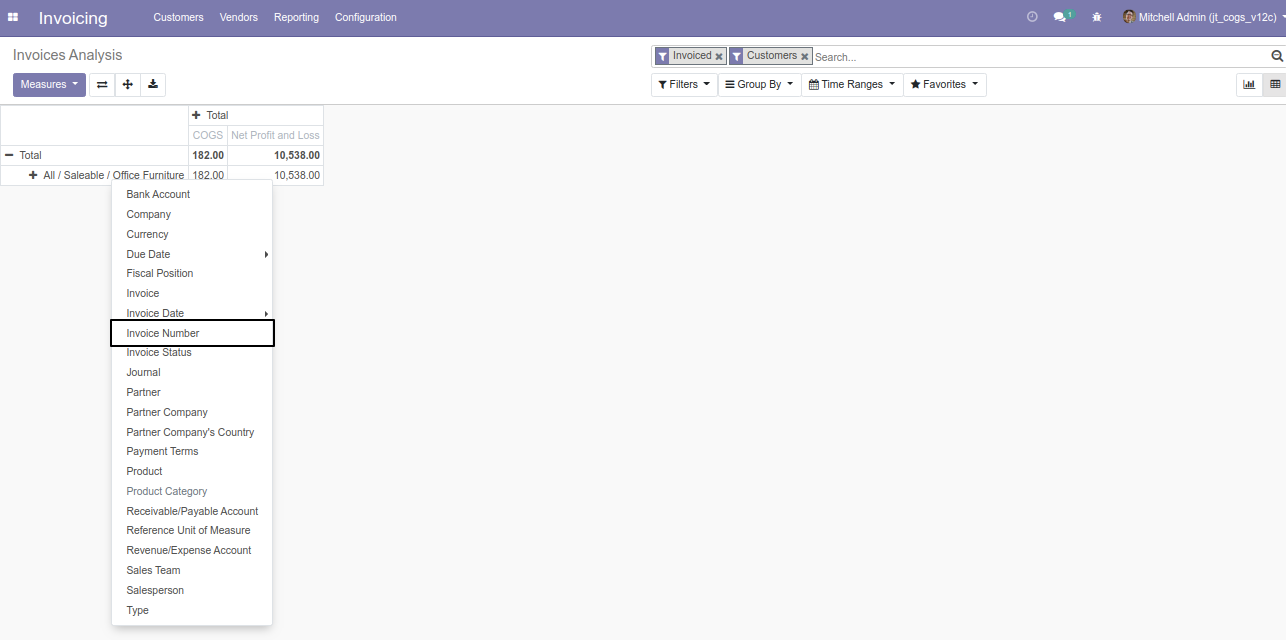 Invoicing Customers Vendors Reporting Configuration 1 Mitchell Admin (jt_cogs_v12c)
Invoices Analysis
Invoiced Customers Search...
Measures Filters Group By Time Ranges Favorites
Total
COGS Net Profit and Loss
Total 182.00 10,538.00
All / Saleable / Office Furniture 182.00 10,538.00
Bank Account
Company
Currency
Due Date
Fiscal Position
Invoice
Invoice Date
Invoice Number
Invoice Status
Journal
Partner
Partner Company
Partner Company's Country
Payment Terms
Product
Product Category
Receivable/Payable Account
Reference Unit of Measure
Revenue/Expense Account
Sales Team
Salesperson
Type